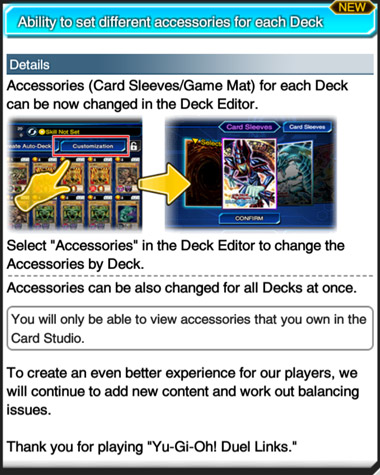 NEW
Ability to set different accessories for each Deck
Details
Accessories (Card Sleeves/Game Mat) for each Deck
can be now changed in the Deck Editor.
Skill Not Set
eate Auto-Deck
Customization
Card Sleeves
Card Sleeves
Select
CONFIRM
Select "Accessories" in the Deck Editor to change the
Accessories by Deck.
Accessories can be also changed for all Decks at once.
You will only be able to view accessories that you own in the
Card Studio.
To create an even better experience for our players, we
will continue to add new content and work out balancing
issues.
Thank you for playing "Yu-Gi-Oh! Duel Links."